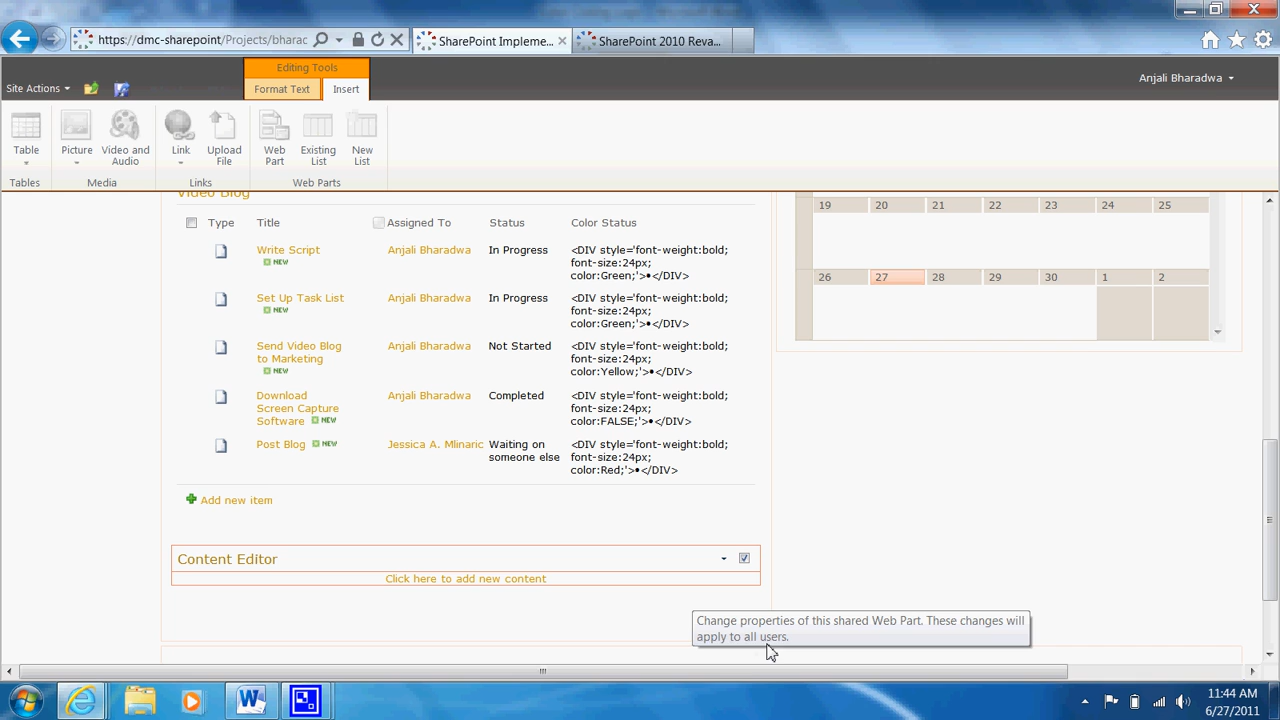 https://dmc-sharepoint/Projects/bharac
SharePoint Impleme...
SharePoint 2010 Reva...
Editing Tools
Site Actions
Format Text
Insert
Anjali Bharadwa
Table
Picture
Video and
Audio
Link
Upload
File
Web
Part
Existing
List
New
List
Tables
Media
Links
Web Parts
Video Blog
Type
Title
Assigned To
Status
Color Status
Write Script
NEW
Anjali Bharadwa
In Progress
<DIV style='font-weight:bold;
font-size:24px;
color:Green;'>•</DIV>
Set Up Task List
NEW
Anjali Bharadwa
In Progress
<DIV style='font-weight:bold;
font-size:24px;
color:Green;'>•</DIV>
Send Video Blog
to Marketing
NEW
Anjali Bharadwa
Not Started
<DIV style='font-weight:bold;
font-size:24px;
color:Yellow;'>•</DIV>
Download
Screen Capture
Software NEW
Anjali Bharadwa
Completed
<DIV style='font-weight:bold;
font-size:24px;
color:FALSE;'>•</DIV>
Post Blog NEW
Jessica A. Mlinaric
Waiting on
someone else
<DIV style='font-weight:bold;
font-size:24px;
color:Red;'>•</DIV>
Add new item
19 20 21 22 23 24 25
26 27 28 29 30 1 2
Content Editor
Click here to add new content
Change properties of this shared Web Part. These changes will
apply to all users.
11:44 AM
6/27/2011